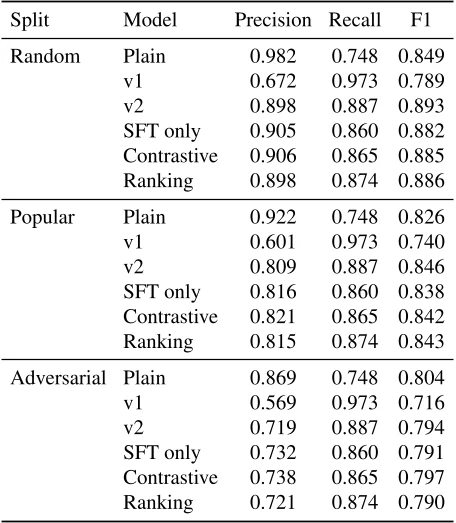 Split Model Precision Recall F1
Random Plain 0.982 0.748 0.849
v1 0.672 0.973 0.789
v2 0.898 0.887 0.893
SFT only 0.905 0.860 0.882
Contrastive 0.906 0.865 0.885
Ranking 0.898 0.874 0.886
Popular Plain 0.922 0.748 0.826
v1 0.601 0.973 0.740
v2 0.809 0.887 0.846
SFT only 0.816 0.860 0.838
Contrastive 0.821 0.865 0.842
Ranking 0.815 0.874 0.843
Adversarial Plain 0.869 0.748 0.804
v1 0.569 0.973 0.716
v2 0.719 0.887 0.794
SFT only 0.732 0.860 0.791
Contrastive 0.738 0.865 0.797
Ranking 0.721 0.874 0.790